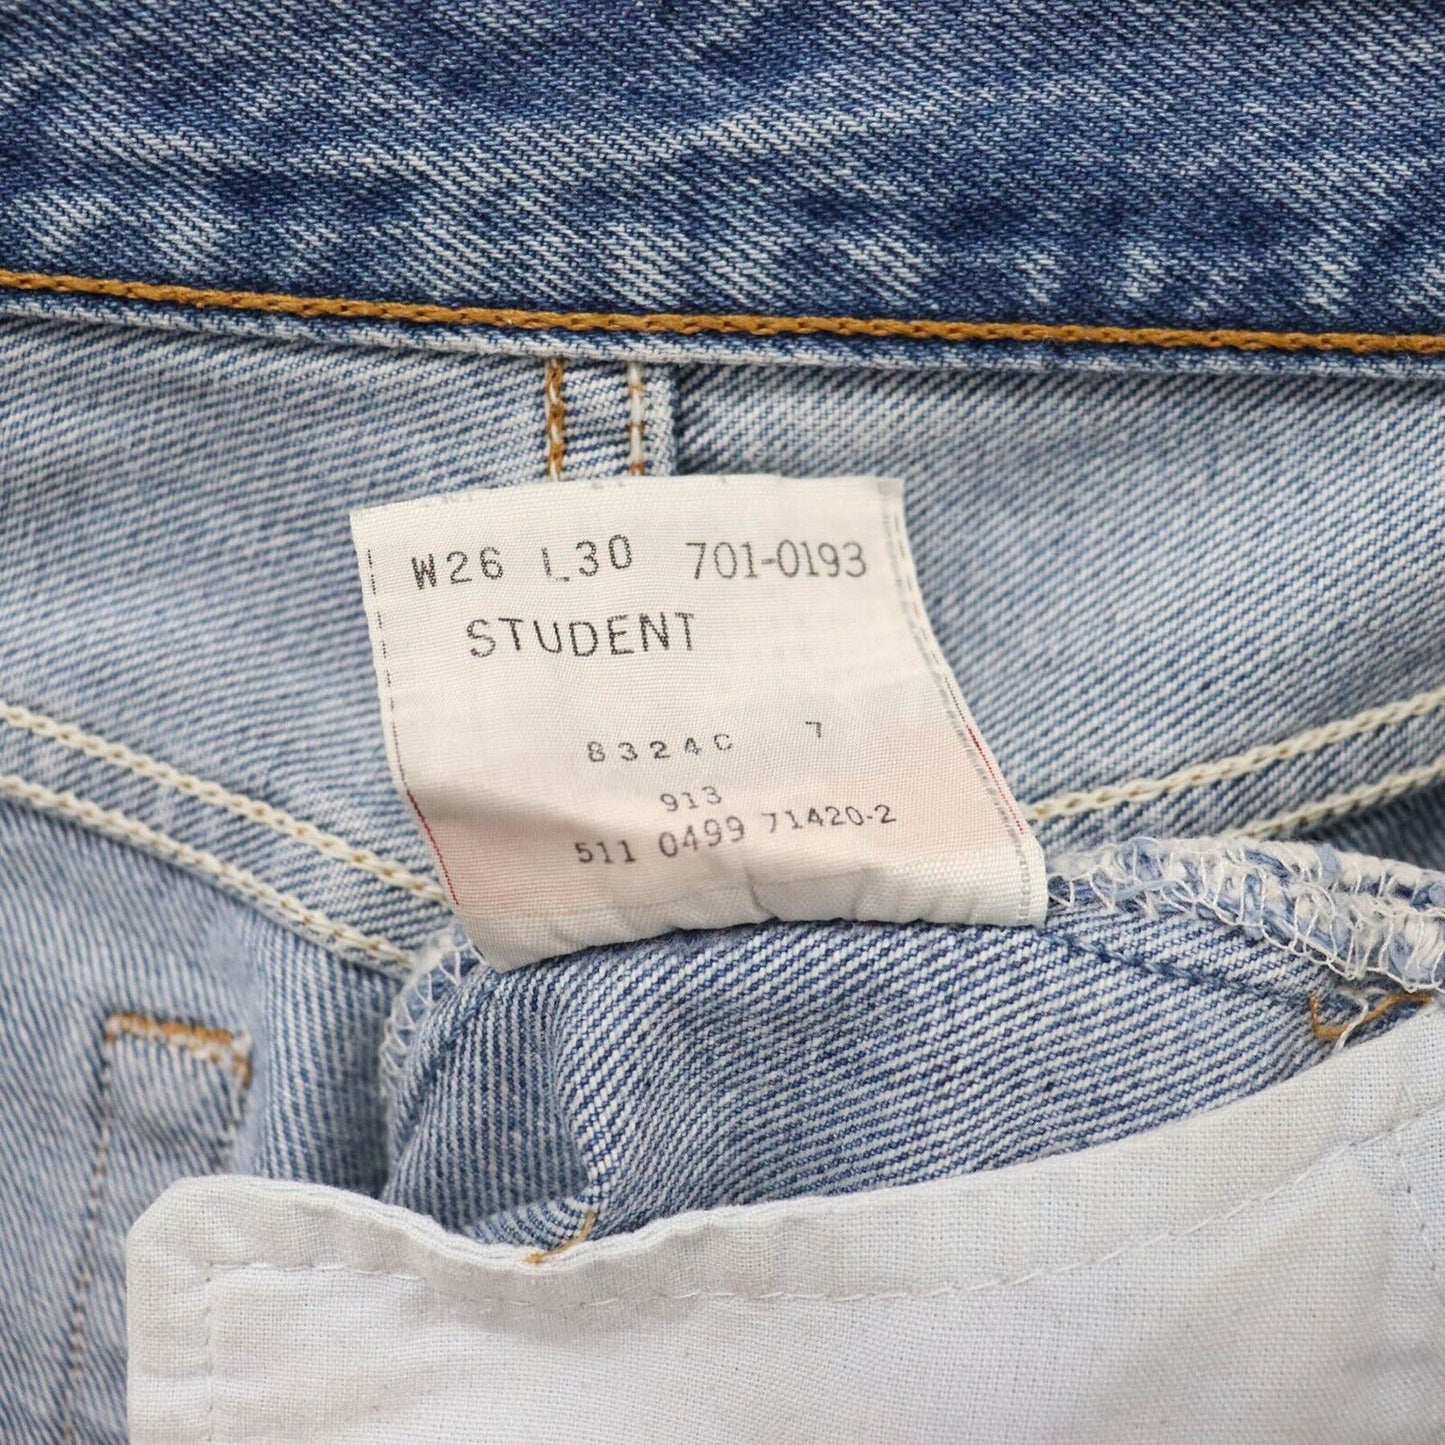 W26 L30 701-0193
STUDENT
8324C 7
913
511 0499 71420-2